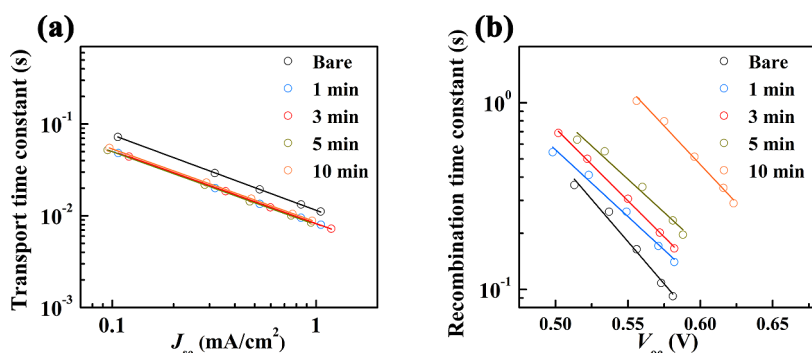 (a)
Transport time constant (s)
10⁻¹
10⁻²
10⁻³
Bare
1 min
3 min
5 min
10 min
0.1
1
(mA/cm²)
(b)
Recombination time constant (s)
10⁰
10⁻¹
Bare
1 min
3 min
5 min
10 min
0.50
0.55
0.60
0.65
(V)